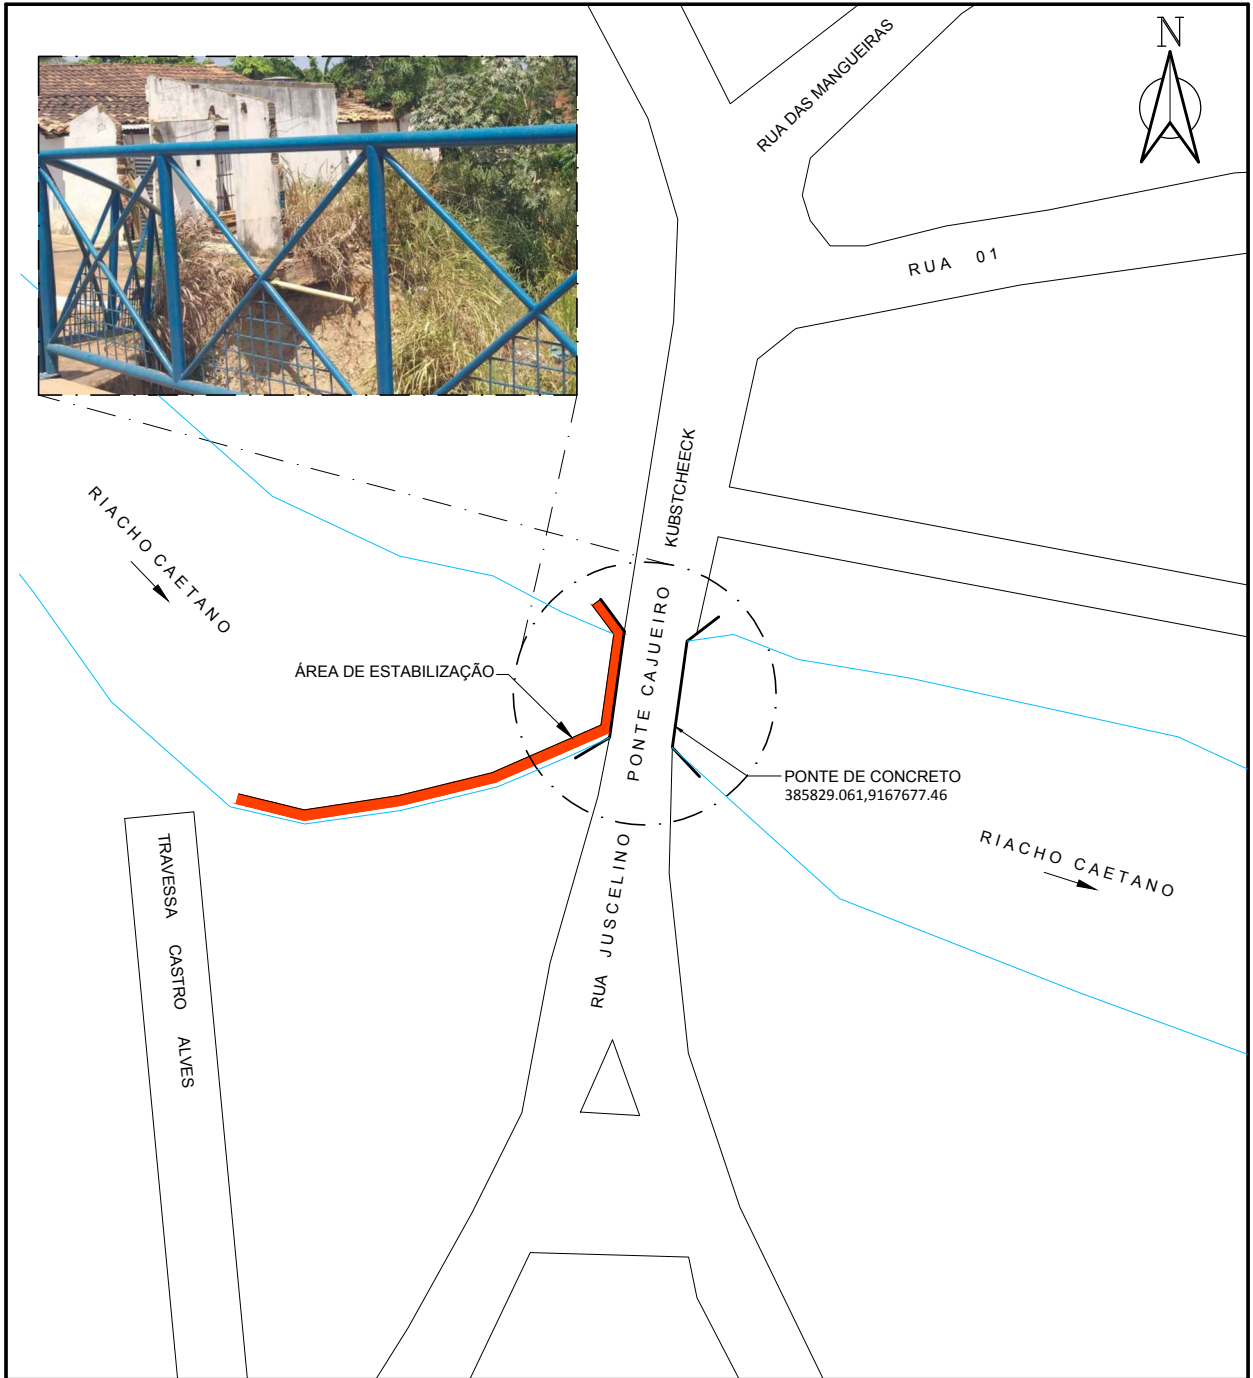 N
RUA DAS MANGUEIRAS
RUA 01
RIACHO CAETANO
KUBSTCHEECK
PONTE CAJUEIRO
ÁREA DE ESTABILIZAÇÃO
PONTE DE CONCRETO
385829.061,9167677.46
RIACHO CAETANO
RUA JUSCELINO
TRAVESSA CASTRO ALVES